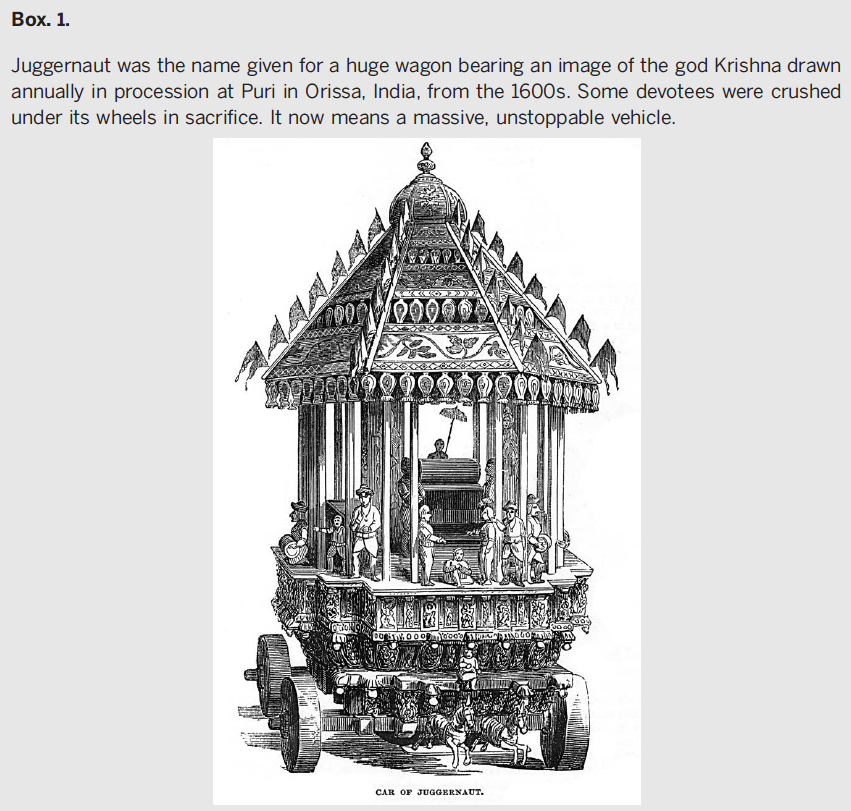 Box. 1.
Juggernaut was the name given for a huge wagon bearing an image of the god Krishna drawn
annually in procession at Puri in Orissa, India, from the 1600s. Some devotees were crushed
under its wheels in sacrifice. It now means a massive, unstoppable vehicle.
CAR OF JUGGERNAUT.